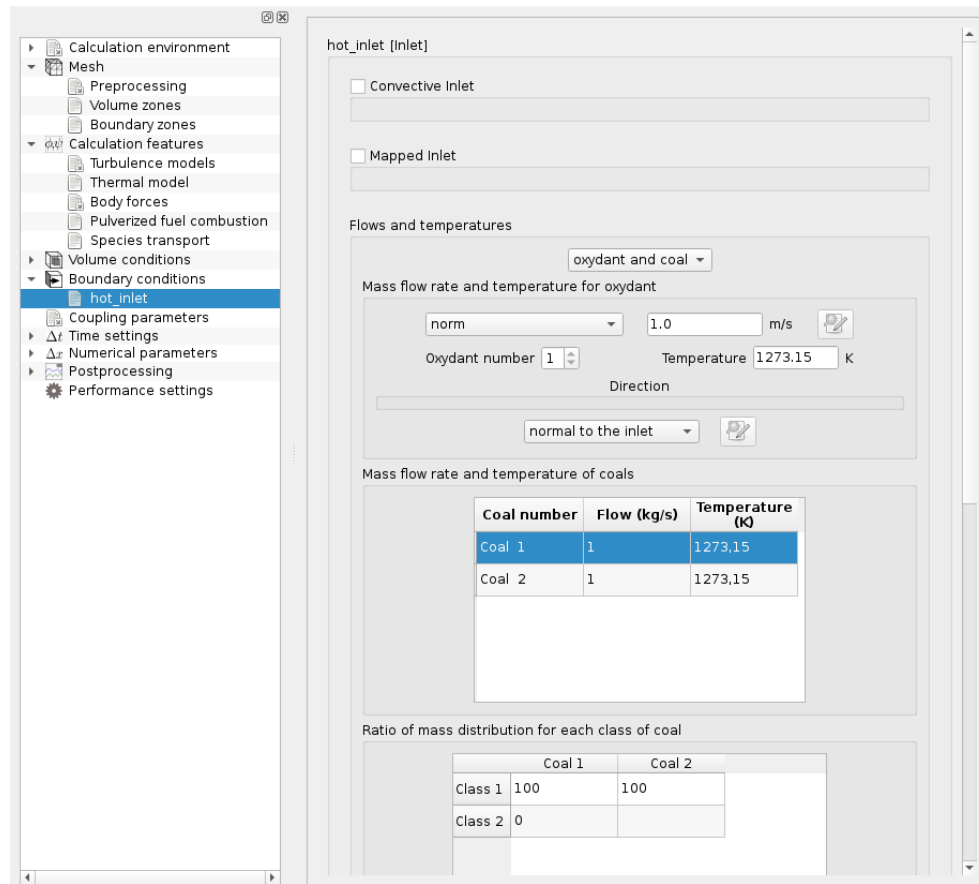 Calculation environment
Mesh
Preprocessing
Volume zones
Boundary zones
Calculation features
Turbulence models
Thermal model
Body forces
Pulverized fuel combustion
Species transport
Volume conditions
Boundary conditions
hot_inlet
Coupling parameters
Δt Time settings
Δx Numerical parameters
Postprocessing
Performance settings
hot_inlet [Inlet]
Convective Inlet
Mapped Inlet
Flows and temperatures
oxydant and coal
Mass flow rate and temperature for oxydant
norm 1.0 m/s
Oxydant number 1 Temperature 1273.15 K
Direction
normal to the inlet
Mass flow rate and temperature of coals
Coal number Flow (kg/s) Temperature (K)
Coal 1 1 1273,15
Coal 2 1 1273,15
Ratio of mass distribution for each class of coal
Coal 1 Coal 2
Class 1 100 100
Class 2 0